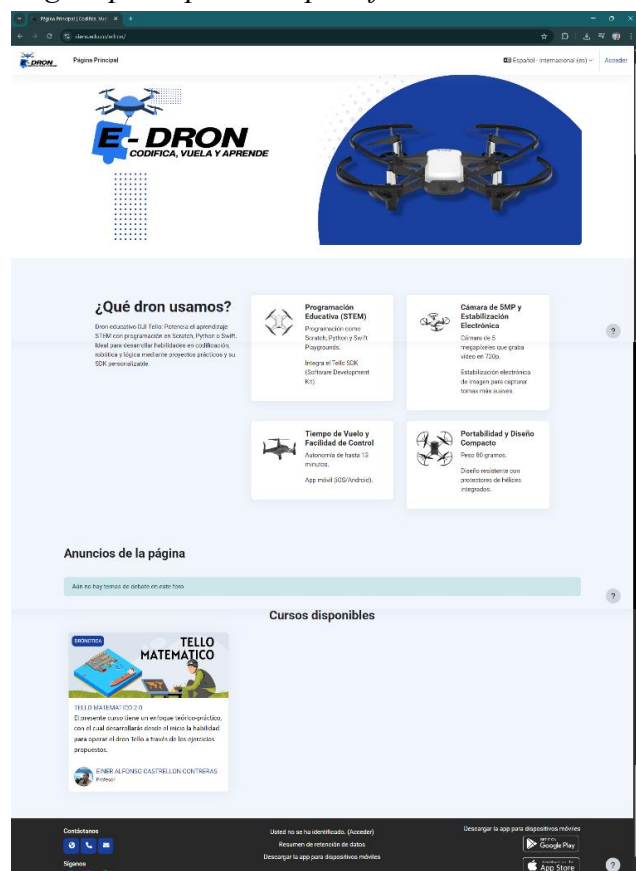 Página Principal | Codifica, Vue
DRON
Página Principal
Español - Internacional (es)
Acceder
E-DRON
CODIFICA, VUELA Y APRENDE
¿Qué dron usamos?
Dron educativo DJI Tello: Potencia el aprendizaje
STEM con programación en Scratch, Python o Swift.
Ideal para desarrollar habilidades en codificación,
robótica y lógica mediante proyectos prácticos y su
SDK personalizable.
Programación
Educativa (STEM)
Programación como
Scratch, Python y Swift
Playgrounds.
Integra el Tello SDK
(Software Development
Kit).
Cámara de 5MP y
Estabilización
Electrónica
Cámara de 5
megapíxeles que graba
video en 720p.
Estabilización electrónica
de imagen para capturar
tomas más suaves.
?
Tiempo de Vuelo y
Facilidad de Control
Autonomía de hasta 13
minutos.
App móvil (iOS/Android).
Portabilidad y Diseño
Compacto
Peso 80 gramos.
Diseño resistente con
protectores de hélices
integrados.
Anuncios de la página
Aún no hay temas de debate en este foro
?
Cursos disponibles
DRONÓTICA
TELLO
MATEMATICO
TELLO MATEMATICO 2.0
El presente curso tiene un enfoque teórico-práctico,
con el cual desarrollarás desde el inicio la habilidad
para operar el dron Tello a través de los ejercicios
propuestos.
EINER ALFONSO CASTRELLON CONTRERAS
Profesor
Contáctanos
Síganos
Usted no se ha identificado. (Acceder)
Resumen de retención de datos
Descargar la app para dispositivos móviles
Descargar la app para dispositivos móviles
Google Play
App Store
?